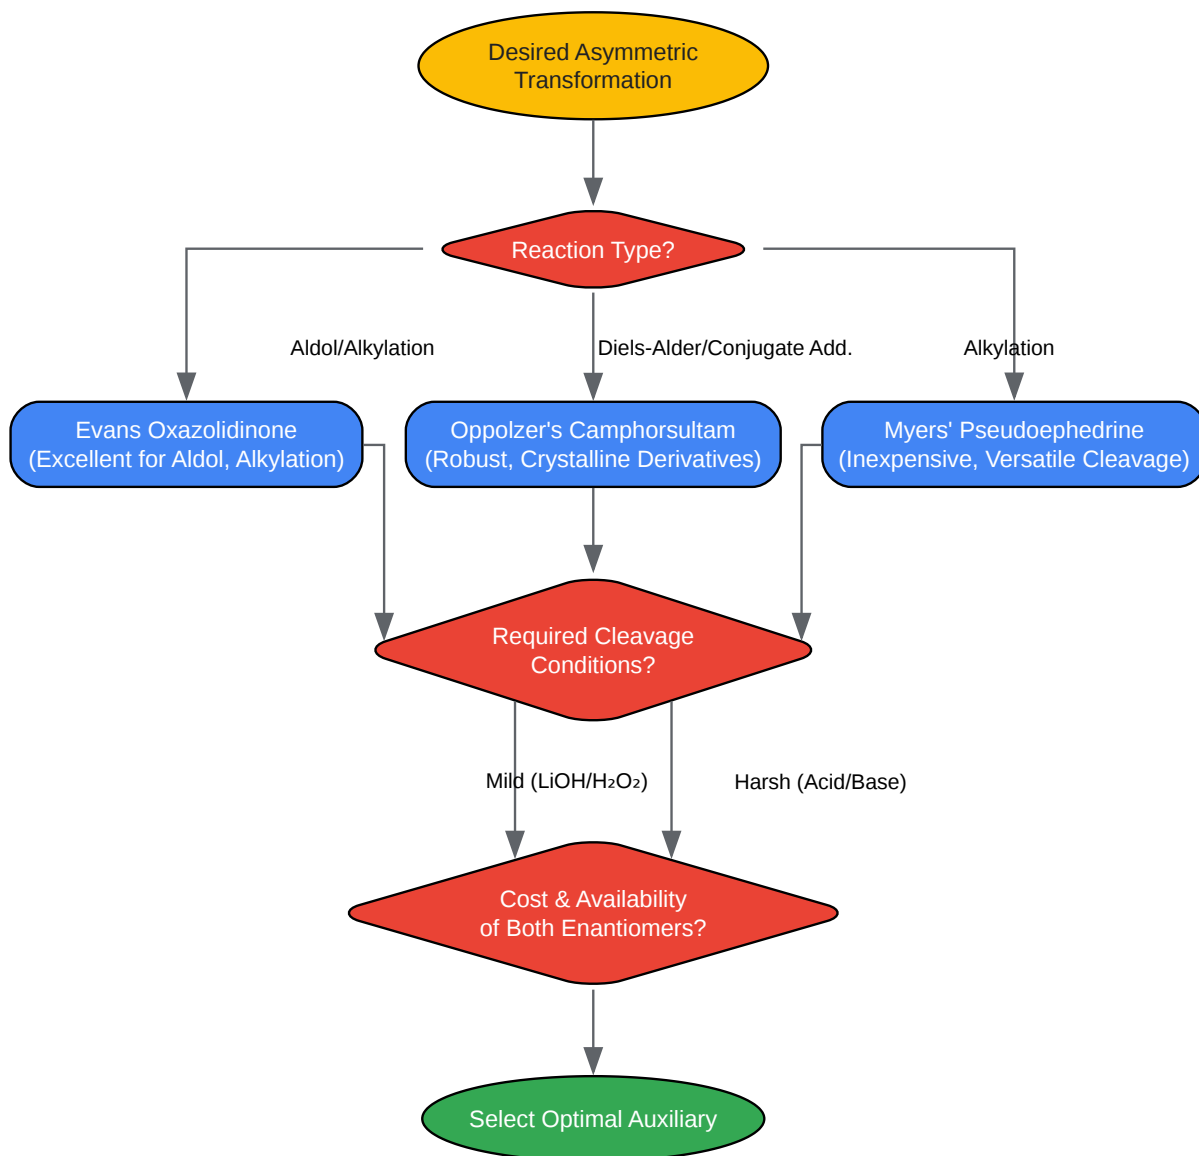 Desired Asymmetric
Transformation
Reaction Type?
Aldol/Alkylation
Diels-Alder/Conjugate Add.
Alkylation
Evans Oxazolidinone
(Excellent for Aldol, Alkylation)
Oppolzer's Camphorsultam
(Robust, Crystalline Derivatives)
Myers' Pseudoephedrine
(Inexpensive, Versatile Cleavage)
Required Cleavage
Conditions?
Mild (LiOH/H₂O₂)
Harsh (Acid/Base)
Cost & Availability
of Both Enantiomers?
Select Optimal Auxiliary